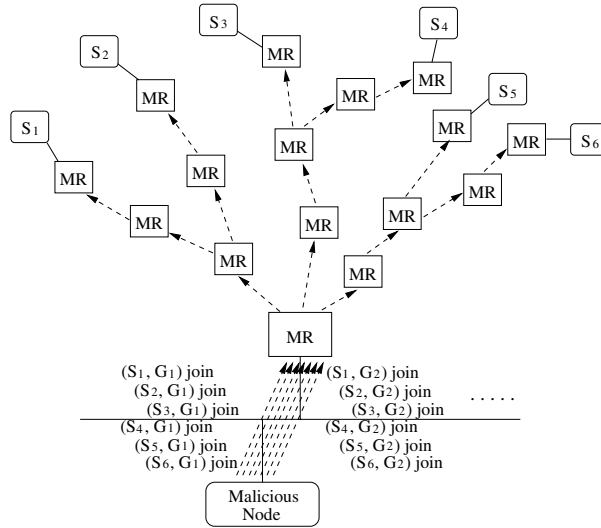 S3
S4
S2
MR
MR
MR
MR
S5
S1
MR
MR
MR
S6
MR
MR
MR
MR
MR
MR
MR
MR
MR
(S1, G1) join
(S2, G1) join
(S3, G1) join
(S4, G1) join
(S5, G1) join
(S6, G1) join
(S1, G2) join
(S2, G2) join
(S3, G2) join
(S4, G2) join
(S5, G2) join
(S6, G2) join
.....
Malicious
Node